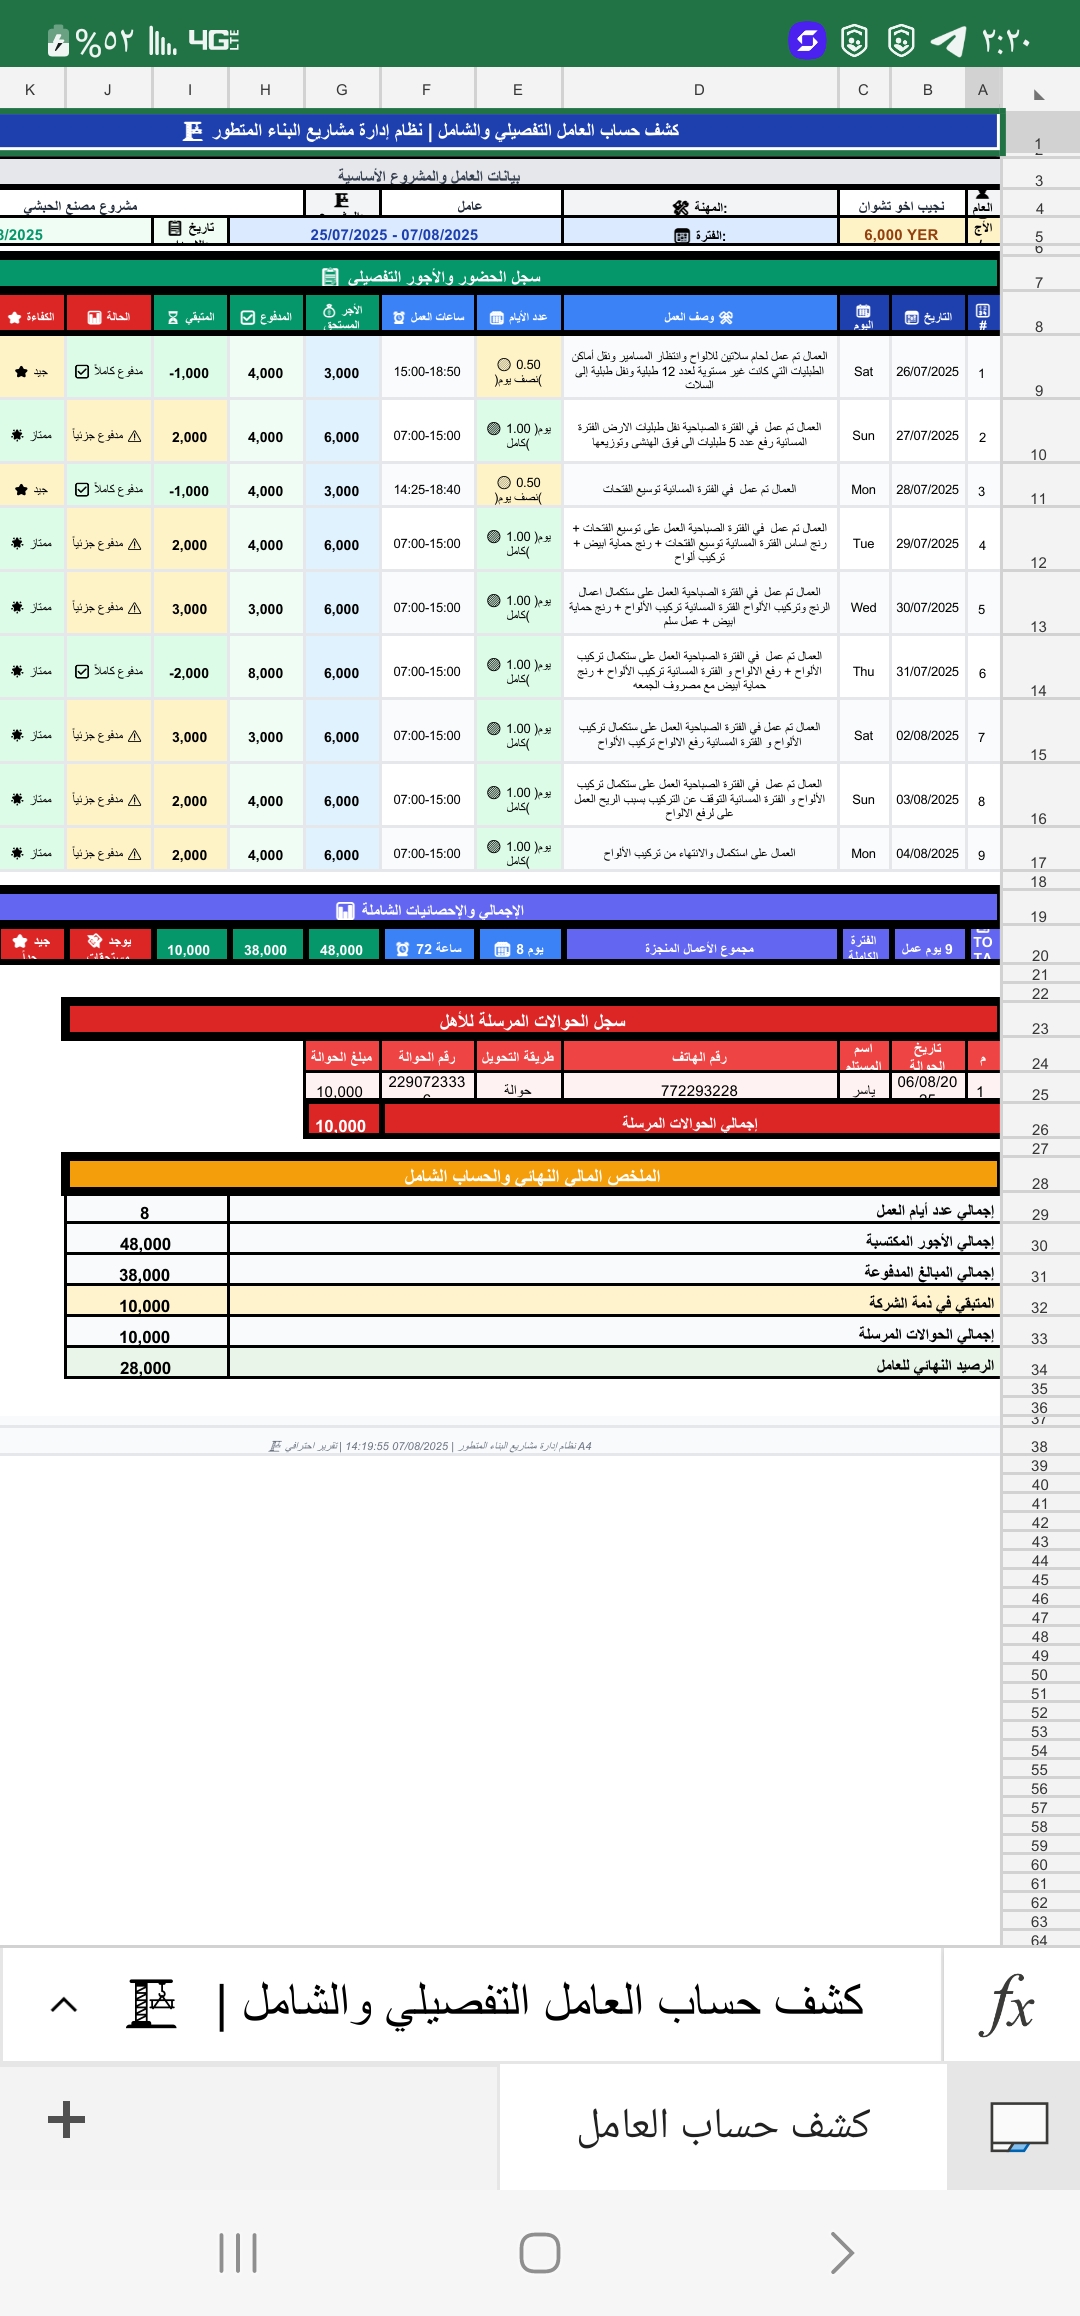 ٢:٢٠
4G LTE
%٥٢
A B C D E F G H I J K
1
كشف حساب العامل التفصيلي والشامل | نظام إدارة مشاريع البناء المتطور
3
بيانات العامل والمشروع الأساسية
4
العام
نجيب اخو تشوان
المهنة:
عامل
مشروع مصنع الحبشي
5
6,000 YER
الفترة:
25/07/2025 - 07/08/2025
تاريخ
/2025
6
7
سجل الحضور والأجور التفصيلي
8
#
التاريخ
اليوم
وصف العمل
عدد الأيام
ساعات العمل
الأجر المستحق
المدفوع
المتبقي
الحالة
الكفاءة
9
1
26/07/2025
Sat
العمال تم عمل لحام سلاتين للالواح وانتظار المسامير ونقل أماكن
الطبليات التي كانت غير مستوية لعدد 12 طبلية ونقل طبلية إلى
السلات
0.50
(نصف يوم)
15:00-18:50
3,000
4,000
-1,000
مدفوع كاملاً
جيد
10
2
27/07/2025
Sun
العمال تم عمل في الفترة الصباحية نقل طبليات الارض الفترة
المسائية رفع عدد 5 طبليات الى فوق الهنشي وتوزيعها
1.00 (يوم
كامل)
07:00-15:00
6,000
4,000
2,000
مدفوع جزئياً
ممتاز
11
3
28/07/2025
Mon
العمال تم عمل في الفترة المسائية توسيع الفتحات
0.50
(نصف يوم)
14:25-18:40
3,000
4,000
-1,000
مدفوع كاملاً
جيد
12
4
29/07/2025
Tue
العمال تم عمل في الفترة الصباحية العمل على توسيع الفتحات +
رنج اساس الفترة المسائية توسيع الفتحات + رنج حماية ابيض +
تركيب ألواح
1.00 (يوم
كامل)
07:00-15:00
6,000
4,000
2,000
مدفوع جزئياً
ممتاز
13
5
30/07/2025
Wed
العمال تم عمل في الفترة الصباحية العمل على ستكمال اعمال
الرنج وتركيب الألواح الفترة المسائية تركيب الألواح + رنج حماية
ابيض + عمل سلم
1.00 (يوم
كامل)
07:00-15:00
6,000
3,000
3,000
مدفوع جزئياً
ممتاز
14
6
31/07/2025
Thu
العمال تم عمل في الفترة الصباحية العمل على ستكمال تركيب
الألواح + رفع الالواح و الفترة المسائية تركيب الألواح + رنج
حماية ابيض مع مصروف الجمعه
1.00 (يوم
كامل)
07:00-15:00
6,000
8,000
-2,000
مدفوع كاملاً
ممتاز
15
7
02/08/2025
Sat
العمال تم عمل في الفترة الصباحية العمل على ستكمال تركيب
الألواح و الفترة المسائية رفع الالواح تركيب الألواح
1.00 (يوم
كامل)
07:00-15:00
6,000
3,000
3,000
مدفوع جزئياً
ممتاز
16
8
03/08/2025
Sun
العمال تم عمل في الفترة الصباحية العمل على ستكمال تركيب
الألواح و الفترة المسائية التوقف عن التركيب بسبب الريح العمل
على لرفع الالواح
1.00 (يوم
كامل)
07:00-15:00
6,000
4,000
2,000
مدفوع جزئياً
ممتاز
17
9
04/08/2025
Mon
العمال على استكمال والانتهاء من تركيب الألواح
1.00 (يوم
كامل)
07:00-15:00
6,000
4,000
2,000
مدفوع جزئياً
ممتاز
18
19
الإجمالي والإحصائيات الشاملة
20
TO
TA
9 يوم عمل
الفترة الكاملة
مجموع الأعمال المنجزة
8 يوم
72 ساعة
48,000
38,000
10,000
يوجد مستحقات
جيد جداً
21
22
23
سجل الحوالات المرسلة للأهل
24
م
تاريخ الحوالة
اسم المستلم
رقم الهاتف
طريقة التحويل
رقم الحوالة
مبلغ الحوالة
25
1
06/08/20
25
ياسر
772293228
حوالة
229072333
10,000
26
إجمالي الحوالات المرسلة
10,000
27
28
الملخص المالي النهائي والحساب الشامل
29
إجمالي عدد أيام العمل
8
30
إجمالي الأجور المكتسبة
48,000
31
إجمالي المبالغ المدفوعة
38,000
32
المتبقي في ذمة الشركة
10,000
33
إجمالي الحوالات المرسلة
10,000
34
الرصيد النهائي للعامل
28,000
35
36
37
38
نظام إدارة مشاريع البناء المتطور | 07/08/2025 14:19:55 | تقرير احترافي A4
39
40
41
42
43
44
45
46
47
48
49
50
51
52
53
54
55
56
57
58
59
60
61
62
63
64
fx
كشف حساب العامل التفصيلي والشامل |
كشف حساب العامل